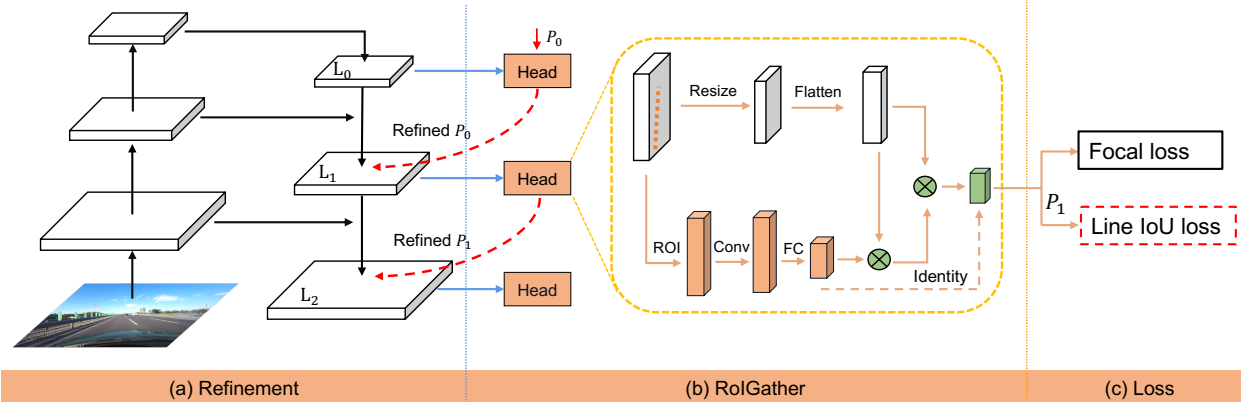 L0
Head
P0
Refined P0
L1
Head
Refined P1
L2
Head
Resize
Flatten
ROI
Conv
FC
Identity
P1
Focal loss
Line IoU loss
(a) Refinement
(b) RoIGather
(c) Loss